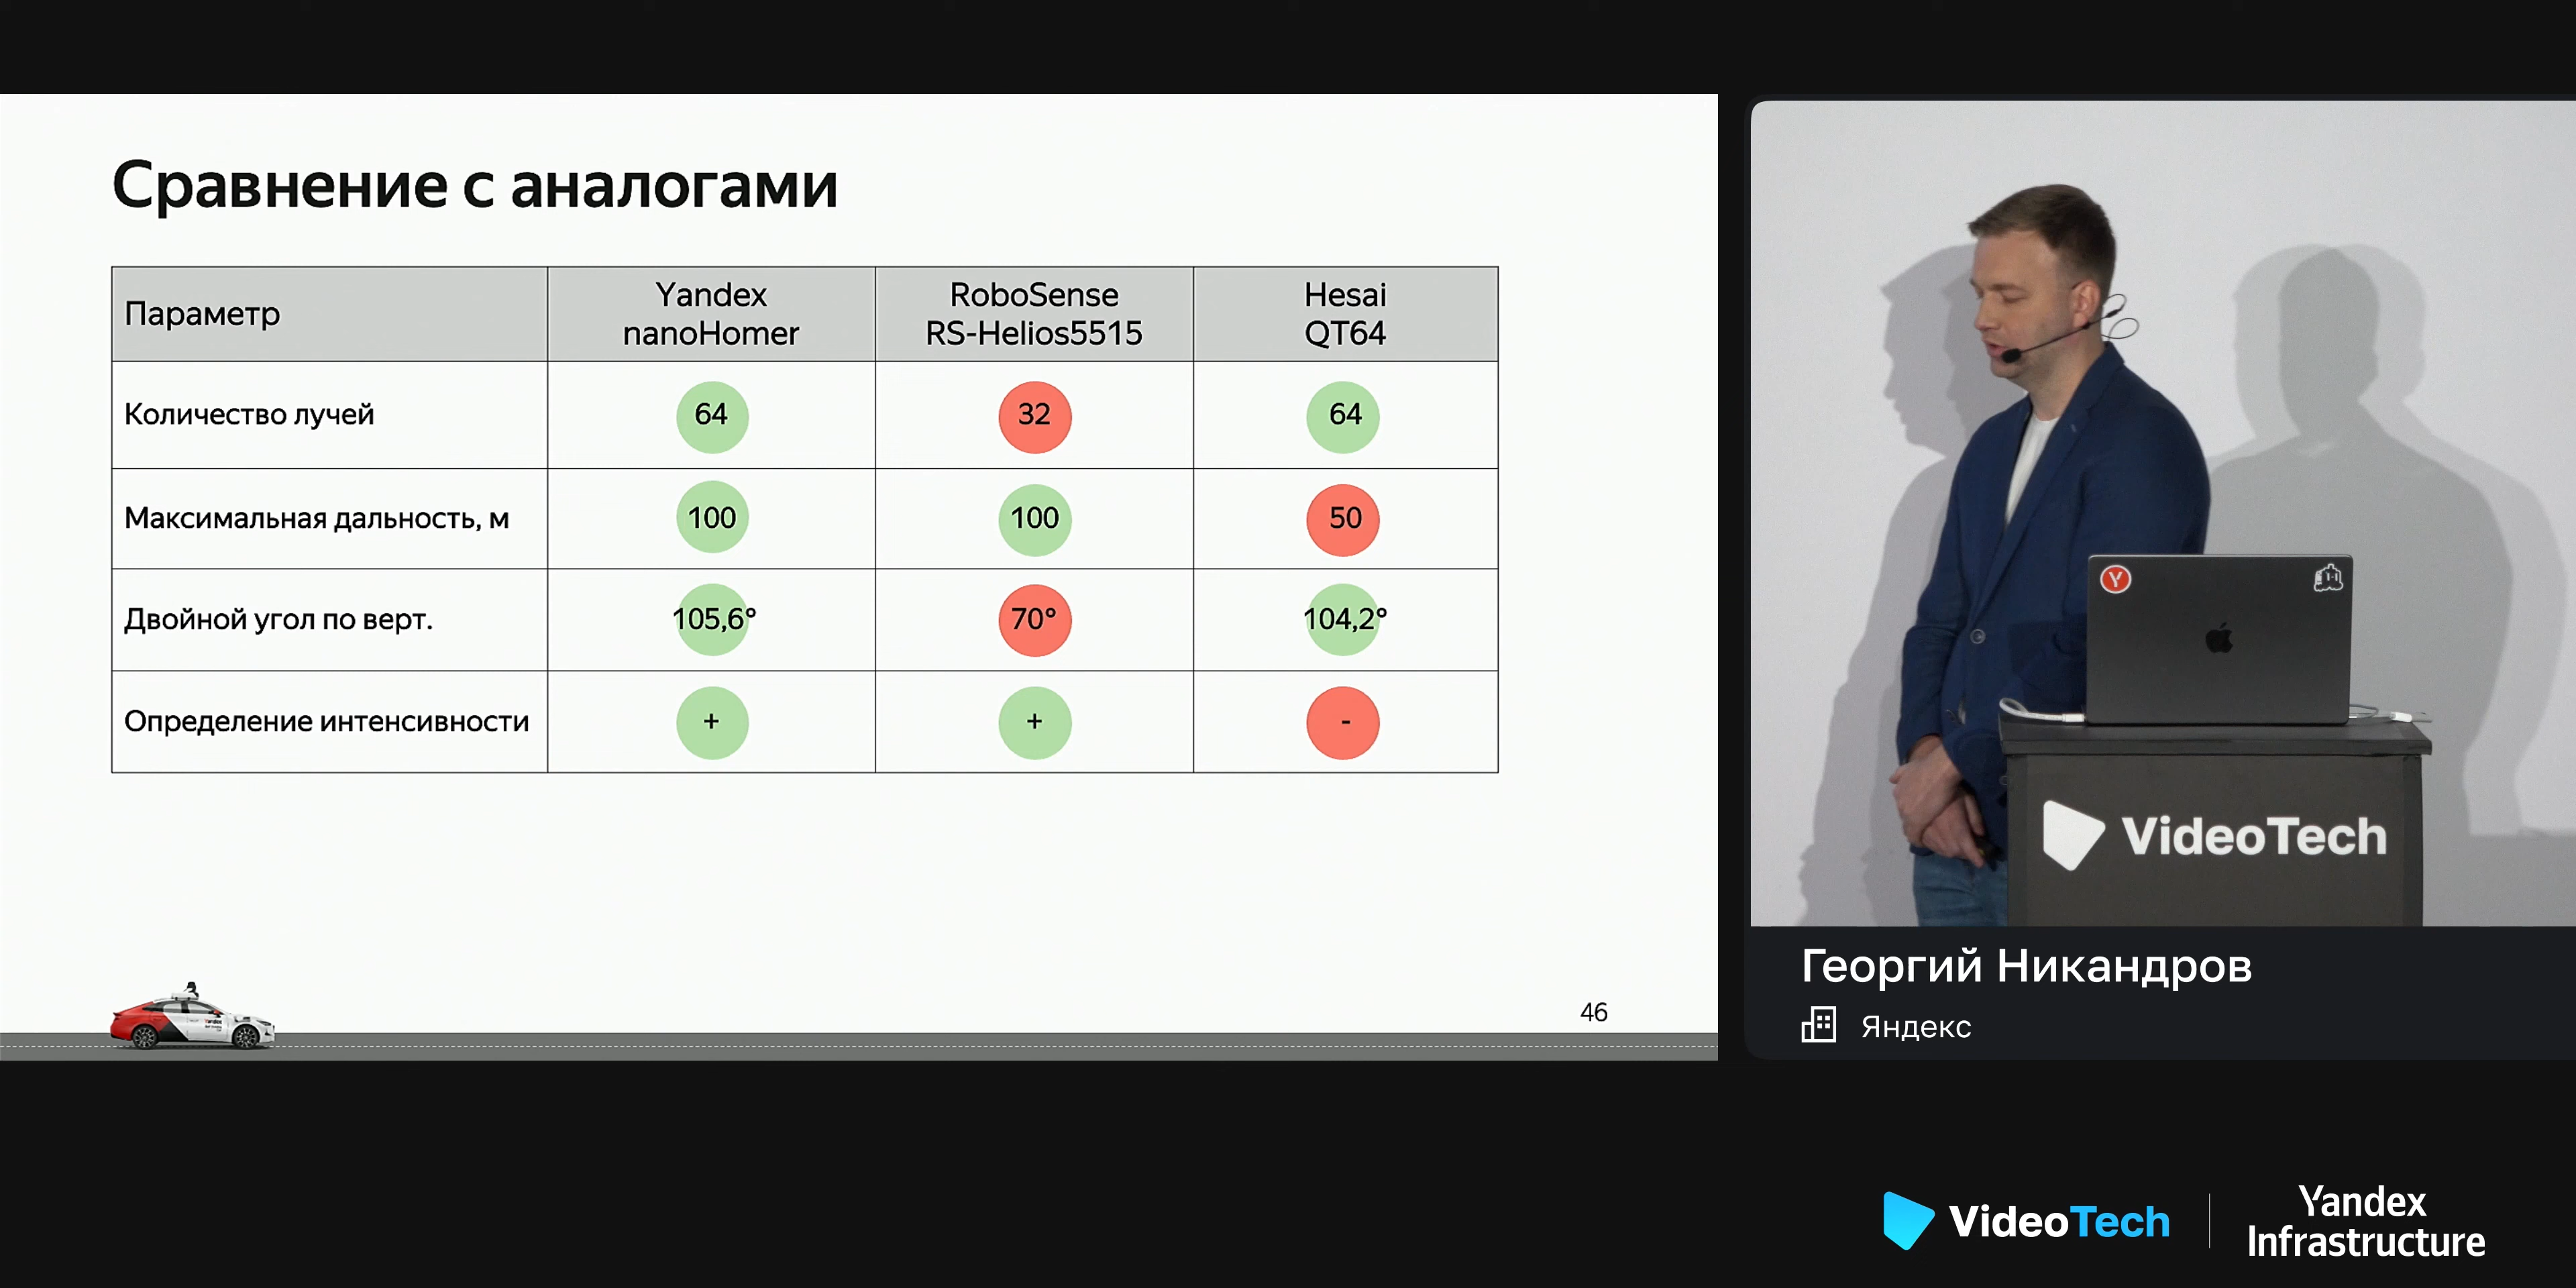 Сравнение с аналогами
Параметр
Yandex
nanoHomer
RoboSense
RS-Helios5515
Hesai
QT64
Количество лучей
64
32
64
Максимальная дальность, м
100
100
50
Двойной угол по верт.
105,6°
70°
104,2°
Определение интенсивности
+
+
-
46
VideoTech
Георгий Никандров
Яндекс
VideoTech
Yandex
Infrastructure